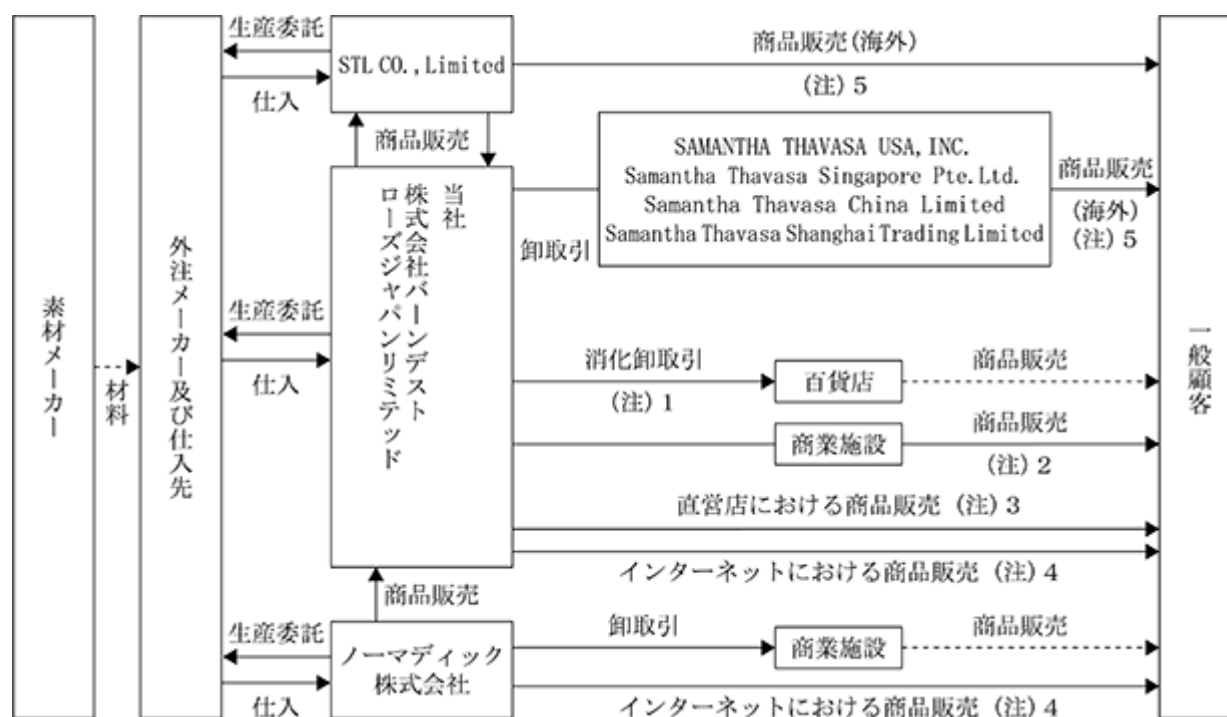 素材メーカー
材料
外注メーカー及び仕入先
生産委託
仕入
STL CO.,Limited
商品販売(海外)
(注) 5
商品販売
当社
株式会社バーンデスト
ローズジャパンリミテッド
卸取引
SAMANTHA THAVASA USA,INC.
Samantha Thavasa Singapore Pte.Ltd.
Samantha Thavasa China Limited
Samantha Thavasa Shanghai Trading Limited
商品販売
(海外)
(注) 5
生産委託
仕入
消化卸取引
(注) 1
百貨店
商品販売
商業施設
商品販売
(注) 2
直営店における商品販売 (注) 3
インターネットにおける商品販売 (注) 4
商品販売
生産委託
仕入
ノーマディック
株式会社
卸取引
商業施設
商品販売
インターネットにおける商品販売 (注) 4
一般顧客